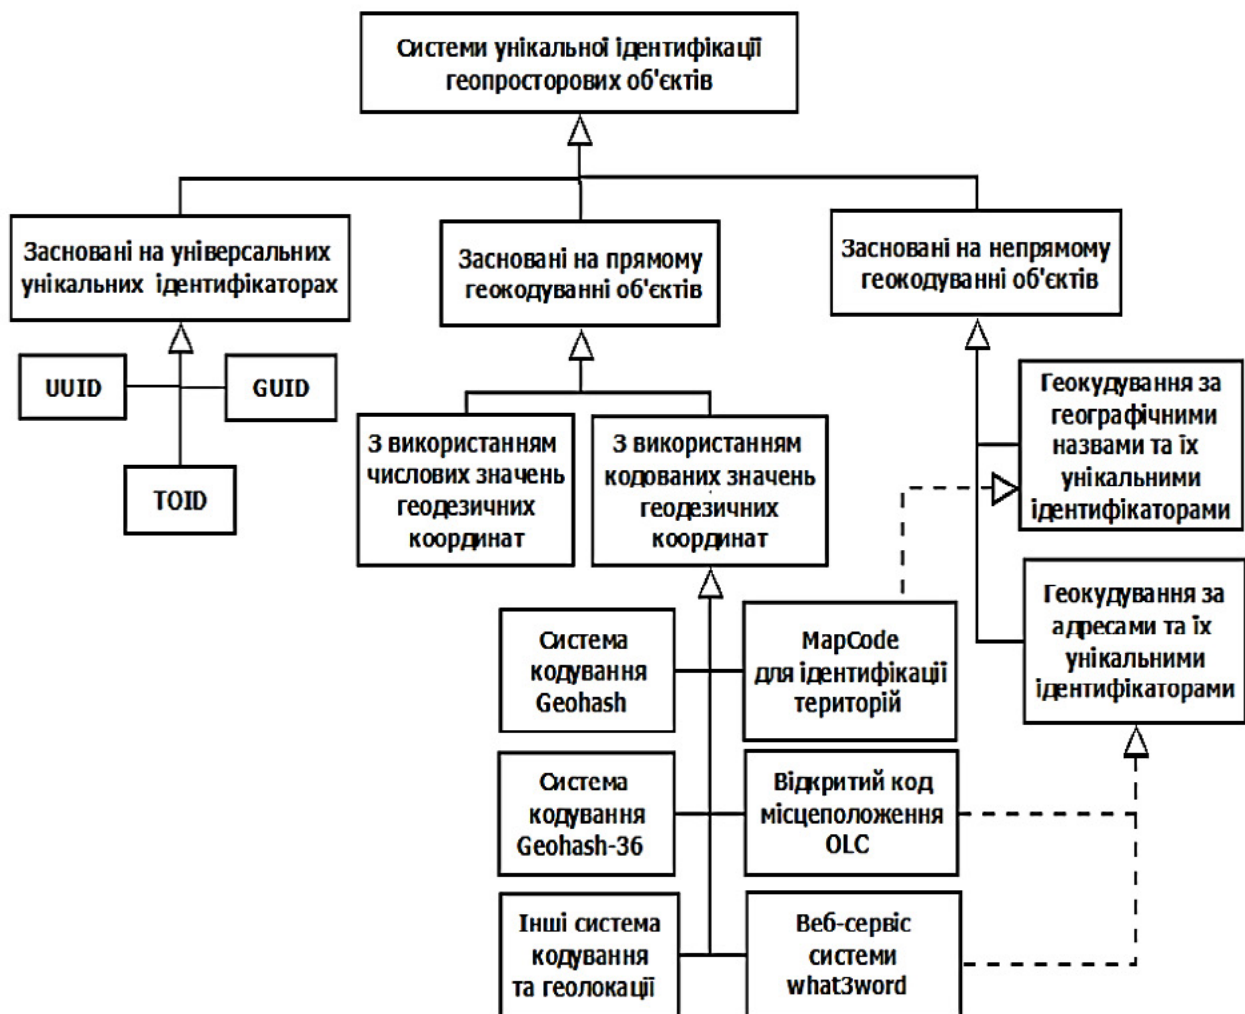 Системи унікальної ідентифікації
геопросторових об'єктів
Засновані на універсальних
унікальних ідентифікаторах
Засновані на прямому
геокодуванні об'єктів
Засновані на непрямому
геокодуванні об'єктів
UUID
GUID
TOID
З використанням
числових значень
геодезичних
координат
З використанням
кодованих значень
геодезичних
координат
Геокудування за
географічними
назвами та їх
унікальними
ідентифікаторами
Геокудування за
адресами та їх
унікальними
ідентифікаторами
Система
кодування
Geohash
MapCode
для ідентифікації
територій
Система
кодування
Geohash-36
Відкритий код
місцеположення
OLC
Інші система
кодування
та геолокації
Веб-сервіс
системи
what3word